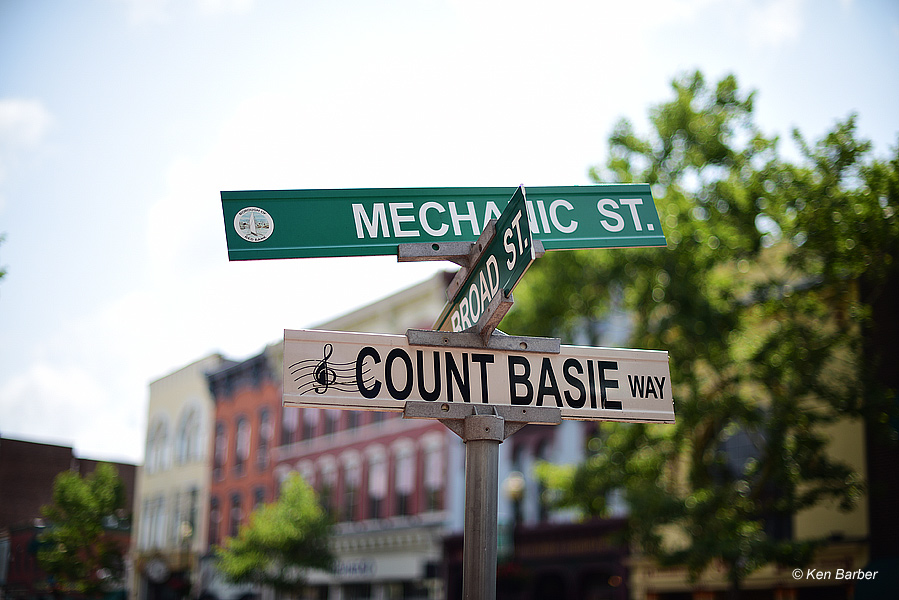 MECHANIC ST.
BROAD ST.
COUNT BASIE WAY
© Ken Barber